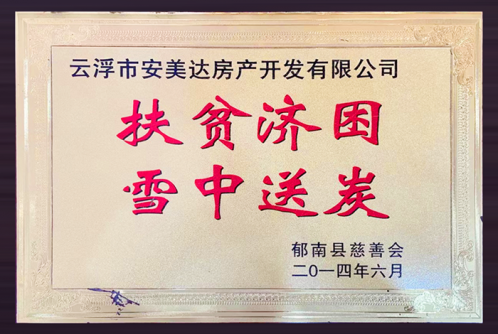 云浮市安美达房产开发有限公司
扶贫济困
雪中送炭
郁南县慈善会
二〇一四年六月